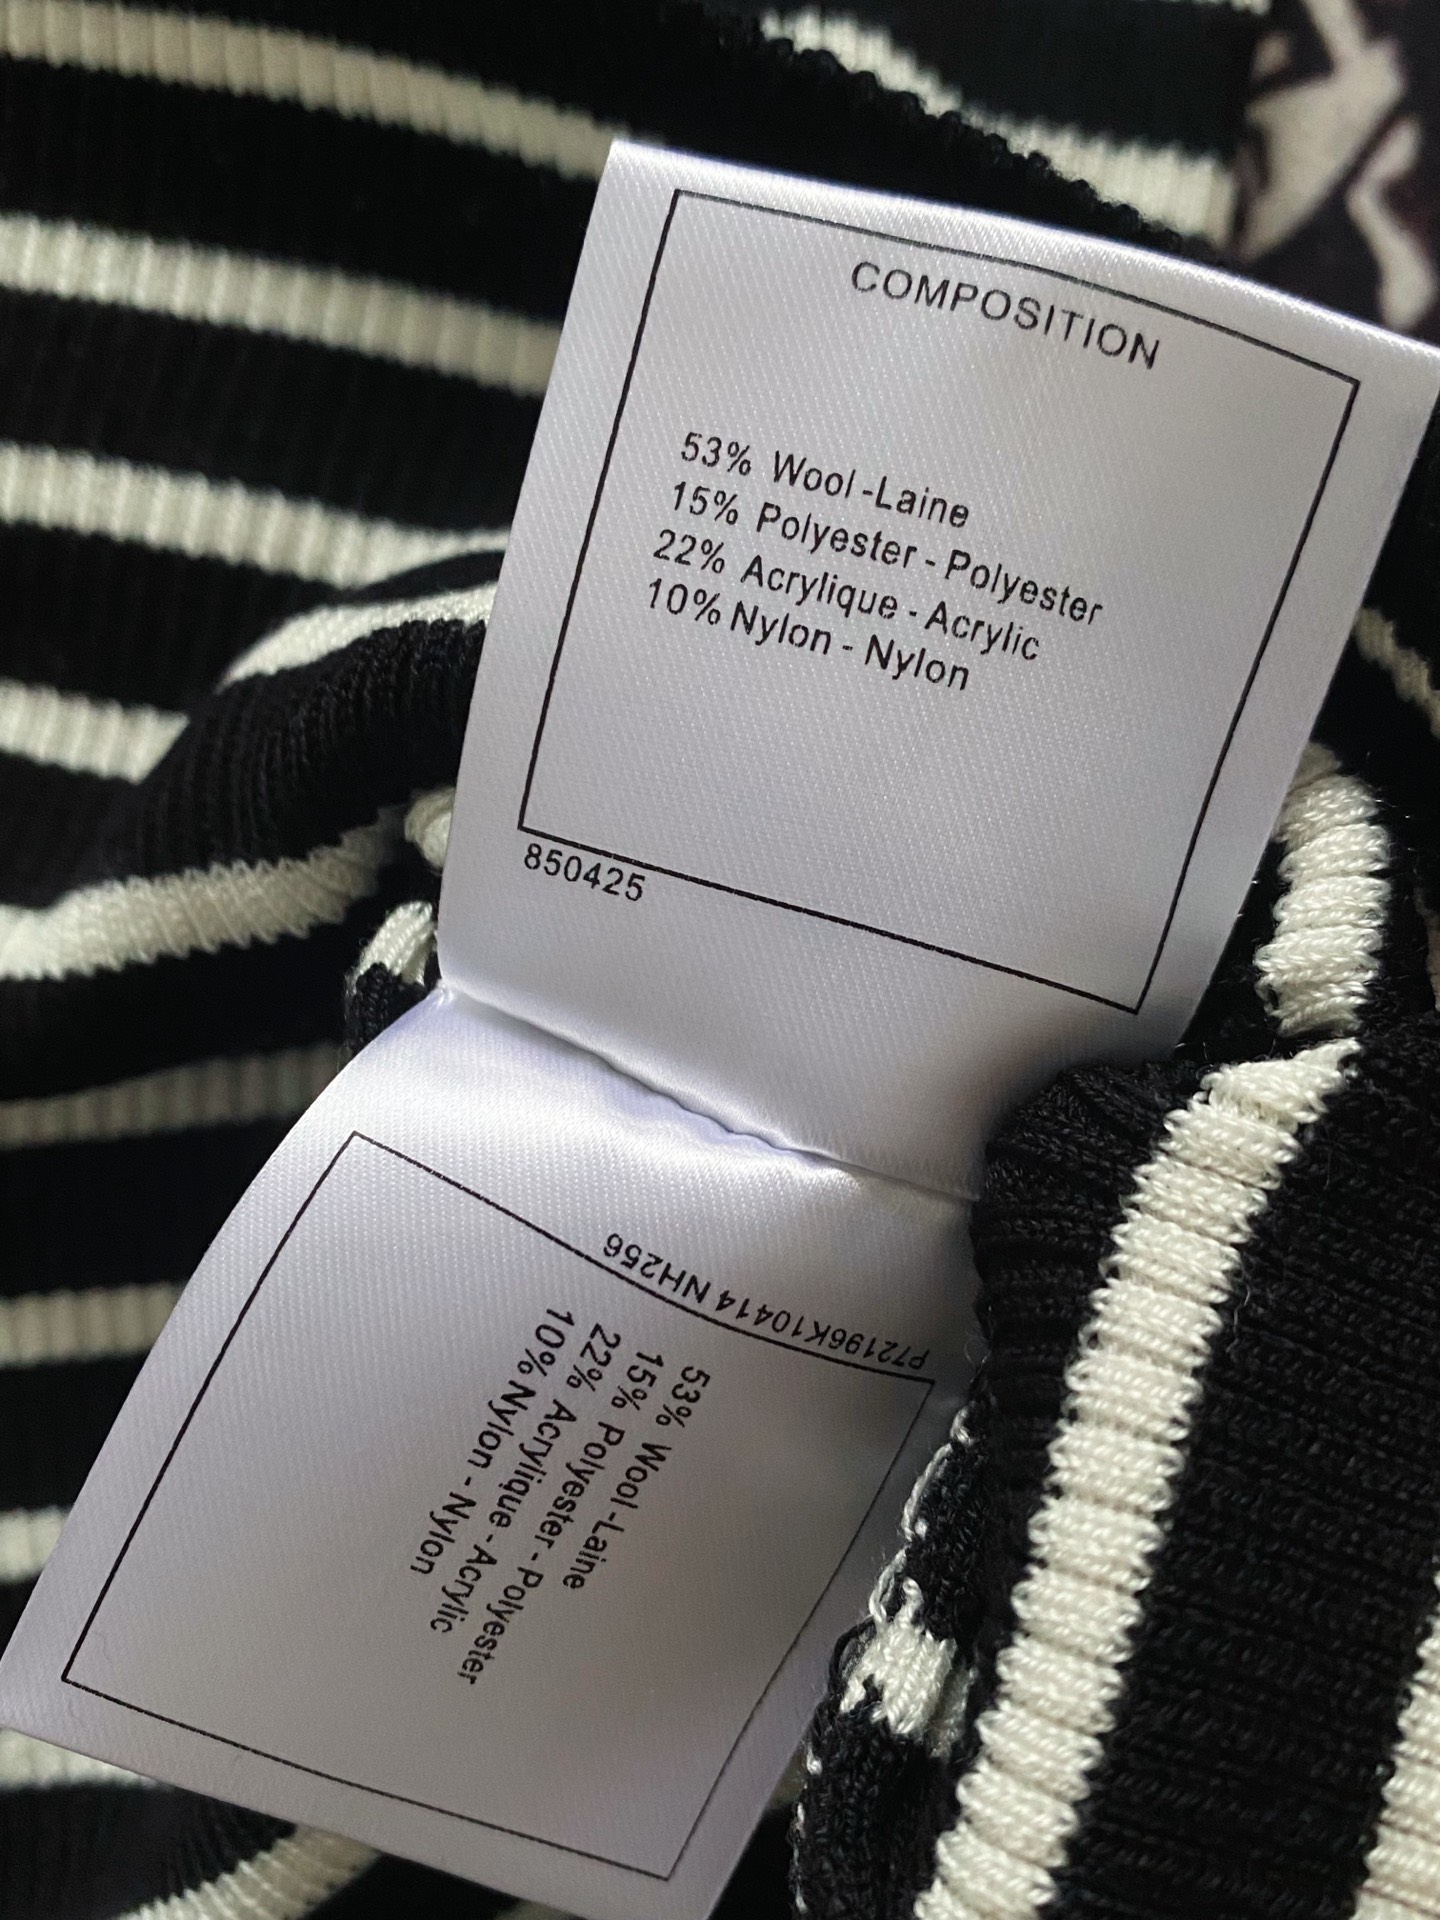 COMPOSITION
53% Wool -Laine
15% Polyester - Polyester
22% Acrylique - Acrylic
10% Nylon - Nylon
850425
P72196K10414 NH256
53% Wool -Laine
15% Polyester - Polyester
22% Acrylique - Acrylic
10% Nylon - Nylon